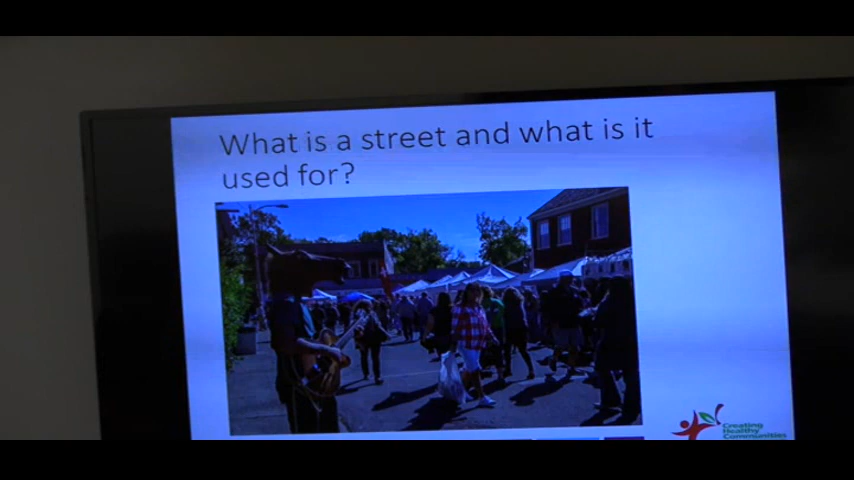 What is a street and what is it
used for?
Creating
Healthy
Communities